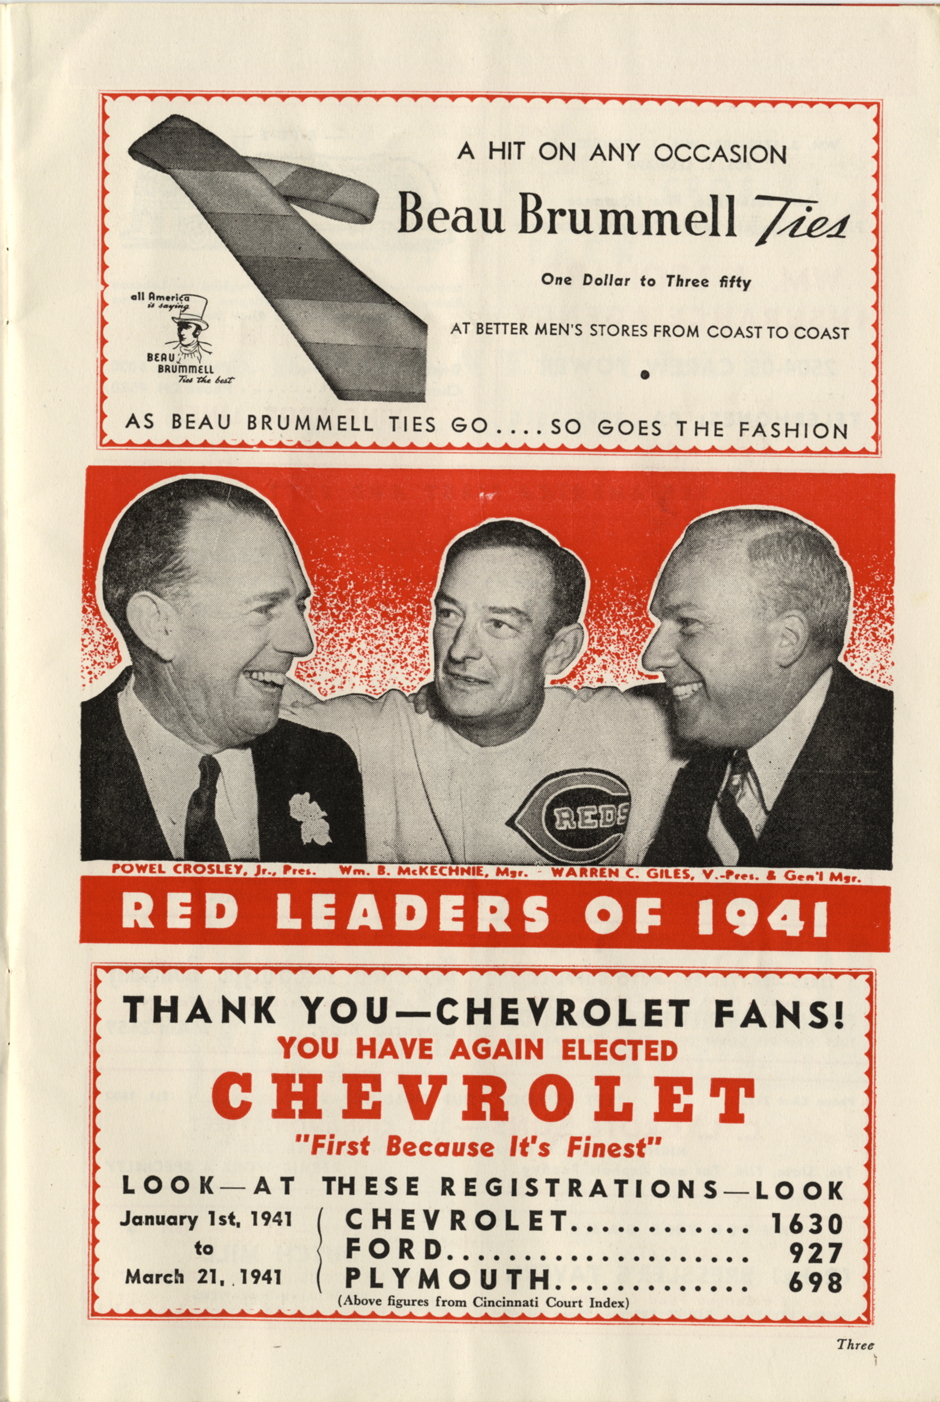 A HIT ON ANY OCCASION
Beau Brummell Ties
One Dollar to Three fifty
AT BETTER MEN'S STORES FROM COAST TO COAST
all America
is saying
BEAU
BRUMMELL
Ties the best
AS BEAU BRUMMELL TIES GO....SO GOES THE FASHION
REDS
POWEL CROSLEY, Jr., Pres. Wm. B. McKECHNIE, Mgr. - WARREN C. GILES, V.-Pres. & Gen'l Mgr.
RED LEADERS OF 1941
THANK YOU—CHEVROLET FANS!
YOU HAVE AGAIN ELECTED
CHEVROLET
"First Because It's Finest"
LOOK—AT THESE REGISTRATIONS—LOOK
January 1st, 1941
to
March 21, 1941
CHEVROLET............. 1630
FORD...................... 927
PLYMOUTH.............. 698
(Above figures from Cincinnati Court Index)
Three